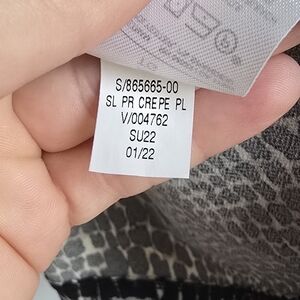 S/865665-00
SL PR CREPE PL
V/004762
SU22
01/22